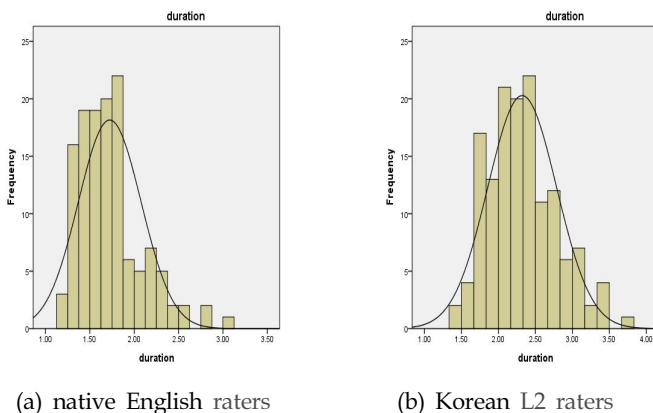 duration
25
20
15
10
5
0
Frequency
1.00 1.50 2.00 2.50 3.00 3.50
duration
(a) native English raters
duration
25
20
15
10
5
0
Frequency
1.00 1.50 2.00 2.50 3.00 3.50 4.00
duration
(b) Korean L2 raters